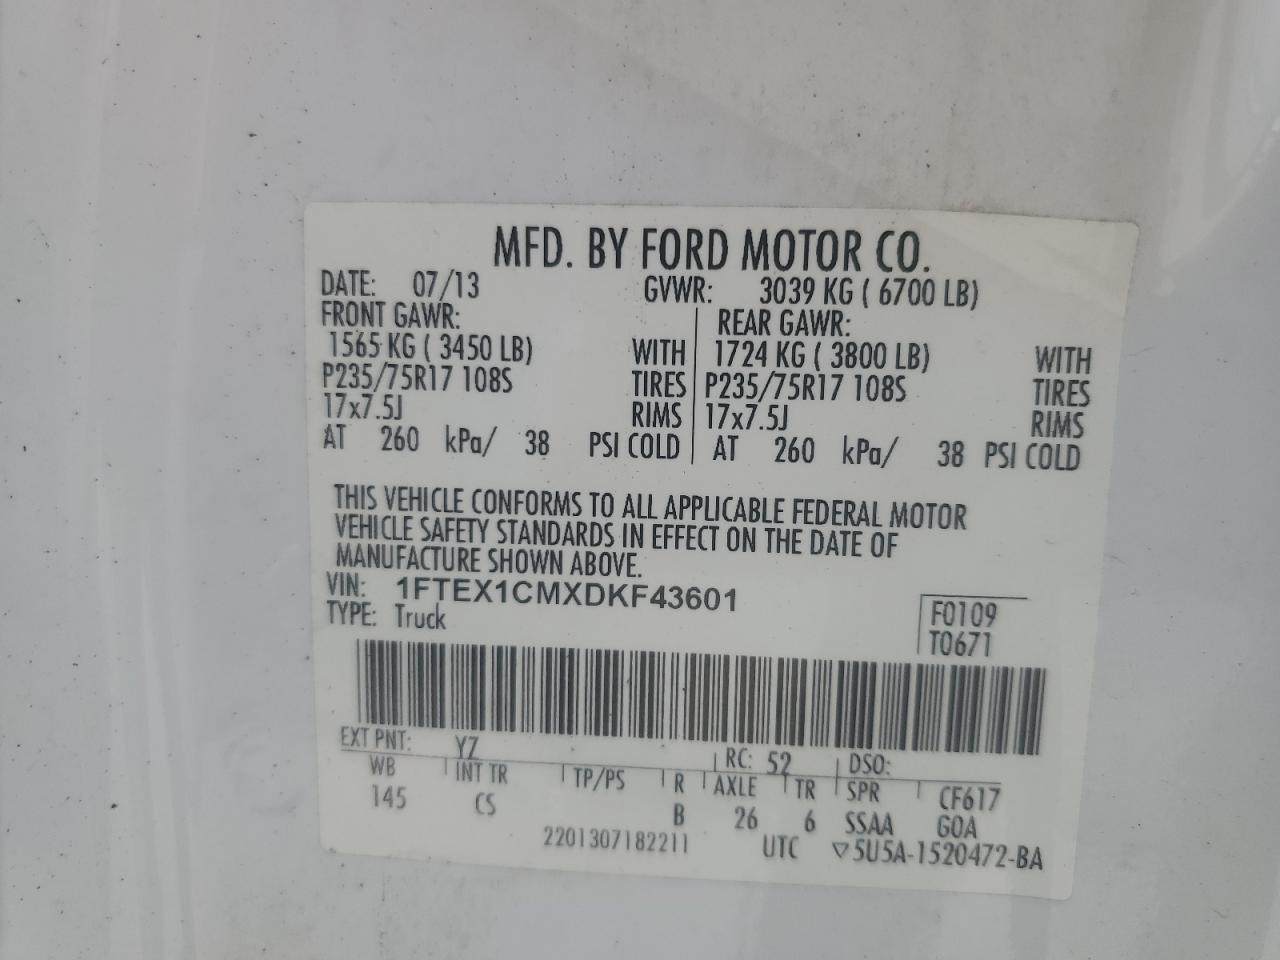 MFD. BY FORD MOTOR CO.
DATE: 07/13 GVWR: 3039 KG ( 6700 LB)
FRONT GAWR: REAR GAWR:
1565 KG ( 3450 LB) WITH 1724 KG ( 3800 LB) WITH
P235/75R17 108S TIRES P235/75R17 108S TIRES
17x7.5J RIMS 17x7.5J RIMS
AT 260 kPa/ 38 PSI COLD AT 260 kPa/ 38 PSI COLD
THIS VEHICLE CONFORMS TO ALL APPLICABLE FEDERAL MOTOR
VEHICLE SAFETY STANDARDS IN EFFECT ON THE DATE OF
MANUFACTURE SHOWN ABOVE.
VIN: 1FTEX1CMXDKF43601
TYPE: Truck
F0109
T0671
EXT PNT: YZ RC: 52 DSO:
WB INT TR TP/PS R AXLE TR SPR CF617
145 CS B 26 6 SSAA GOA
2201307182211 UTC ▽5U5A-1520472-BA